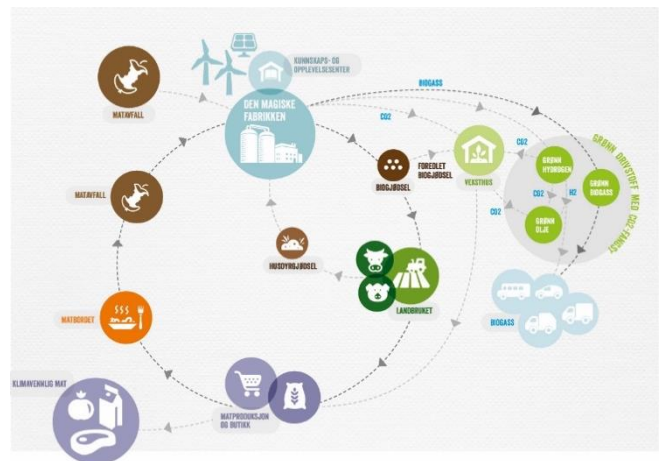 KUNNSKAPS- OG
OPPLEVELSESENTER
DEN MAGISKE
FABRIKKEN
MATAVFALL
BIOGASS
CO2
CO2
GRØNN
HYDROGEN
GRØNN
BIOGASS
GRØNN DRIVSTOFF MED CO2-FANGST
BIOGJØDSEL
FOREDLET
BIOGJØDSEL
VEKSTHUS
CO2
H2
CO2
GRØNN
OLJE
MATAVFALL
HUSDYRGJØDSEL
LANDBRUKET
MATBORDET
BIOGASS
KLIMAVENNLIG MAT
MATPRODUKSJON
OG BUTIKK